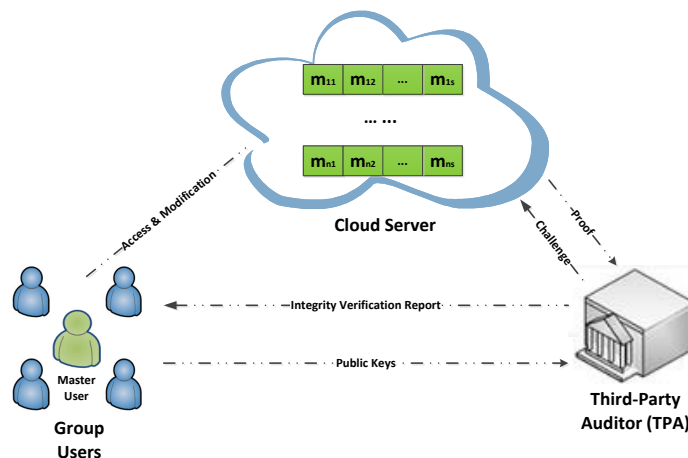 m11 m12 ... m1s
... ...
mn1 mn2 ... mns
Cloud Server
Access & Modification
Proof
Challenge
Integrity Verification Report
Public Keys
Master
User
Group
Users
Third-Party
Auditor (TPA)